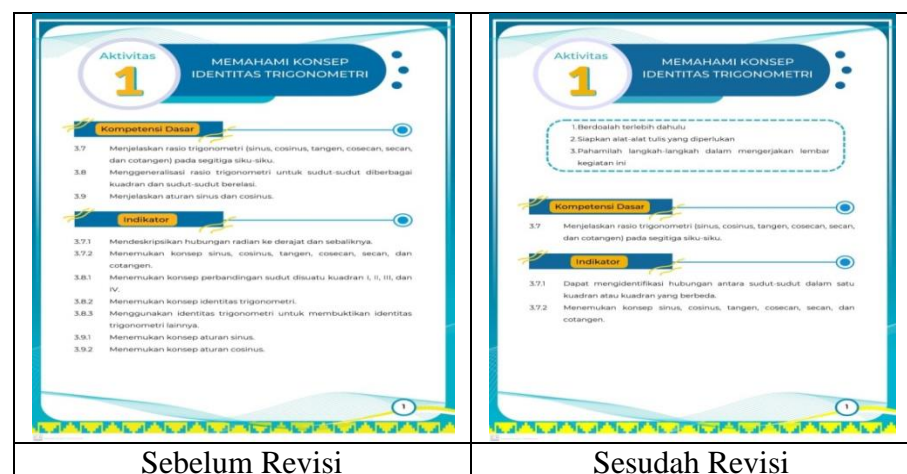 Aktivitas
1
MEMAHAMI KONSEP
IDENTITAS TRIGONOMETRI
Kompetensi Dasar
3.7 Menjelaskan rasio trigonometri (sinus, cosinus, tangen, cosecan, secan,
dan cotangen) pada segitiga siku-siku.
3.8 Menggeneralisasi rasio trigonometri untuk sudut-sudut diberbagai
kuadran dan sudut-sudut berelasi.
3.9 Menjelaskan aturan sinus dan cosinus.
Indikator
3.7.1 Mendeskripsikan hubungan radian ke derajat dan sebaliknya.
3.7.2 Menemukan konsep sinus, cosinus, tangen, cosecan, secan, dan
cotangen.
3.8.1 Menemukan konsep perbandingan sudut disuatu kuadran I, II, III, dan
IV.
3.8.2 Menemukan konsep identitas trigonometri.
3.8.3 Menggunakan identitas trigonometri untuk membuktikan identitas
trigonometri lainnya.
3.9.1 Menemukan konsep aturan sinus.
3.9.2 Menemukan konsep aturan cosinus.
1
Sebelum Revisi
Aktivitas
1
MEMAHAMI KONSEP
IDENTITAS TRIGONOMETRI
1.Berdoalah terlebih dahulu
2.Siapkan alat-alat tulis yang diperlukan
3.Pahamilah langkah-langkah dalam mengerjakan lembar
kegiatan ini
Kompetensi Dasar
3.7 Menjelaskan rasio trigonometri (sinus, cosinus, tangen, cosecan, secan,
dan cotangen) pada segitiga siku-siku.
Indikator
3.7.1 Dapat mengidentifikasi hubungan antara sudut-sudut dalam satu
kuadran atau kuadran yang berbeda.
3.7.2 Menemukan konsep sinus, cosinus, tangen, cosecan, secan, dan
cotangen.
1
Sesudah Revisi